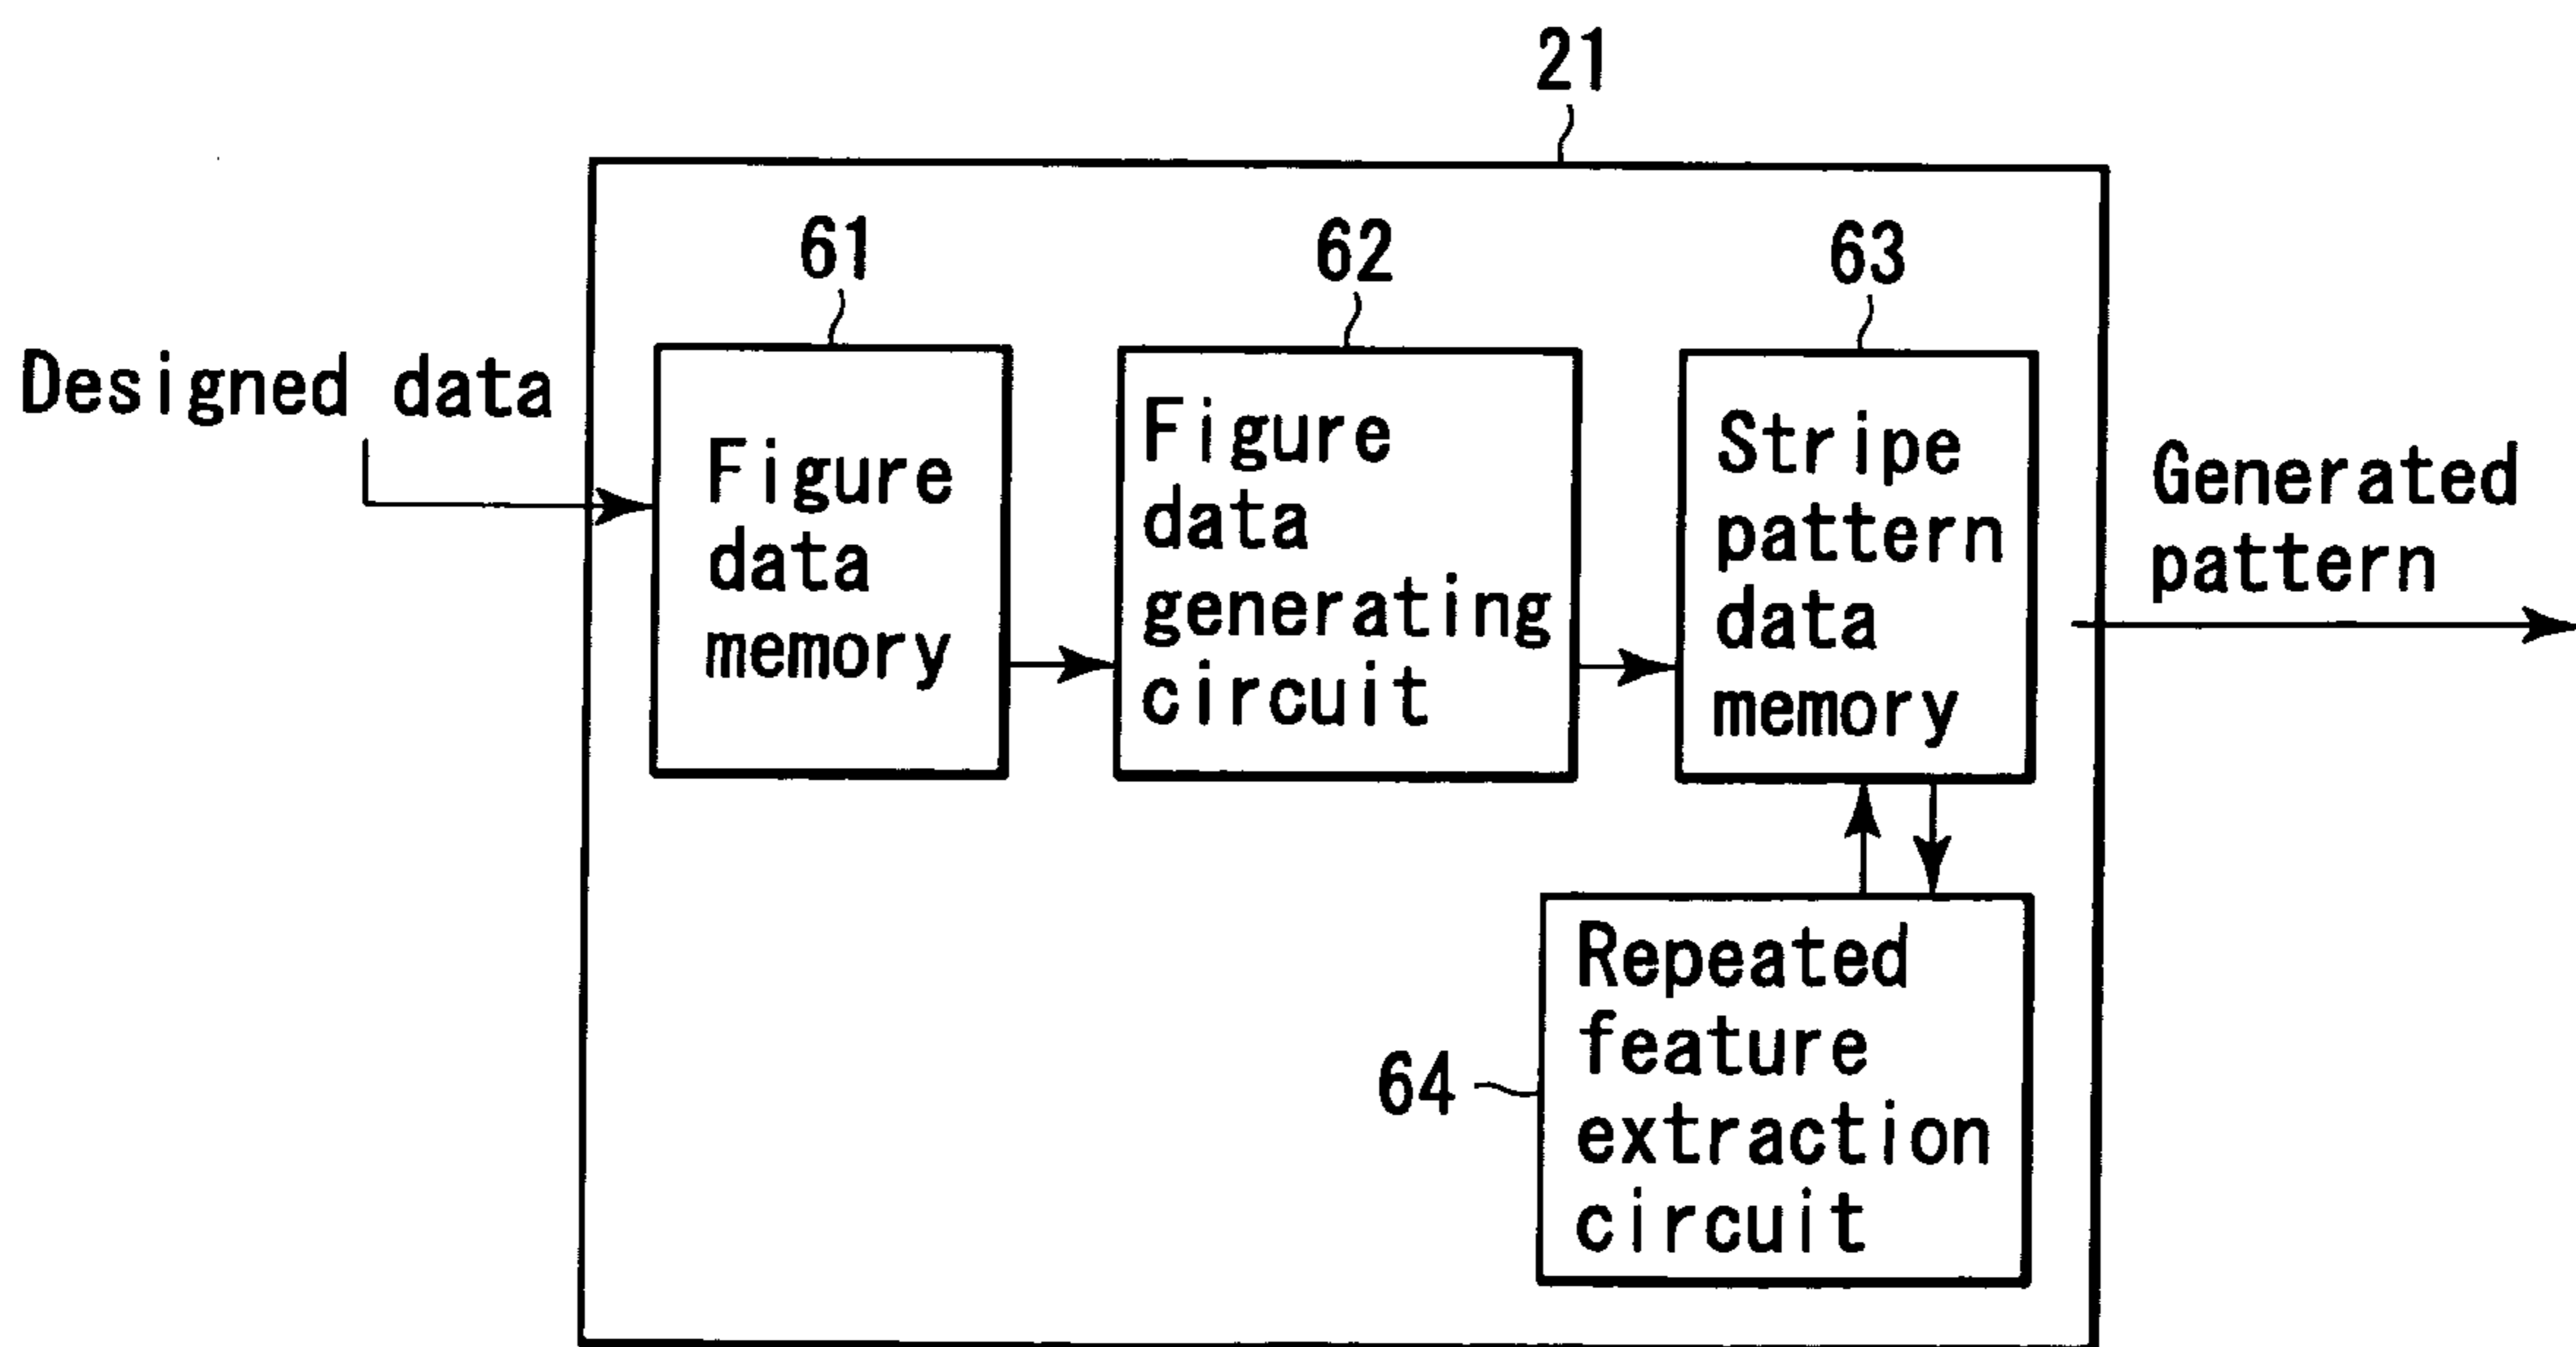 21
61
62
63
Designed data
Figure
data
memory
Figure
data
generating
circuit
Stripe
pattern
data
memory
Generated
pattern
64
Repeated
feature
extraction
circuit